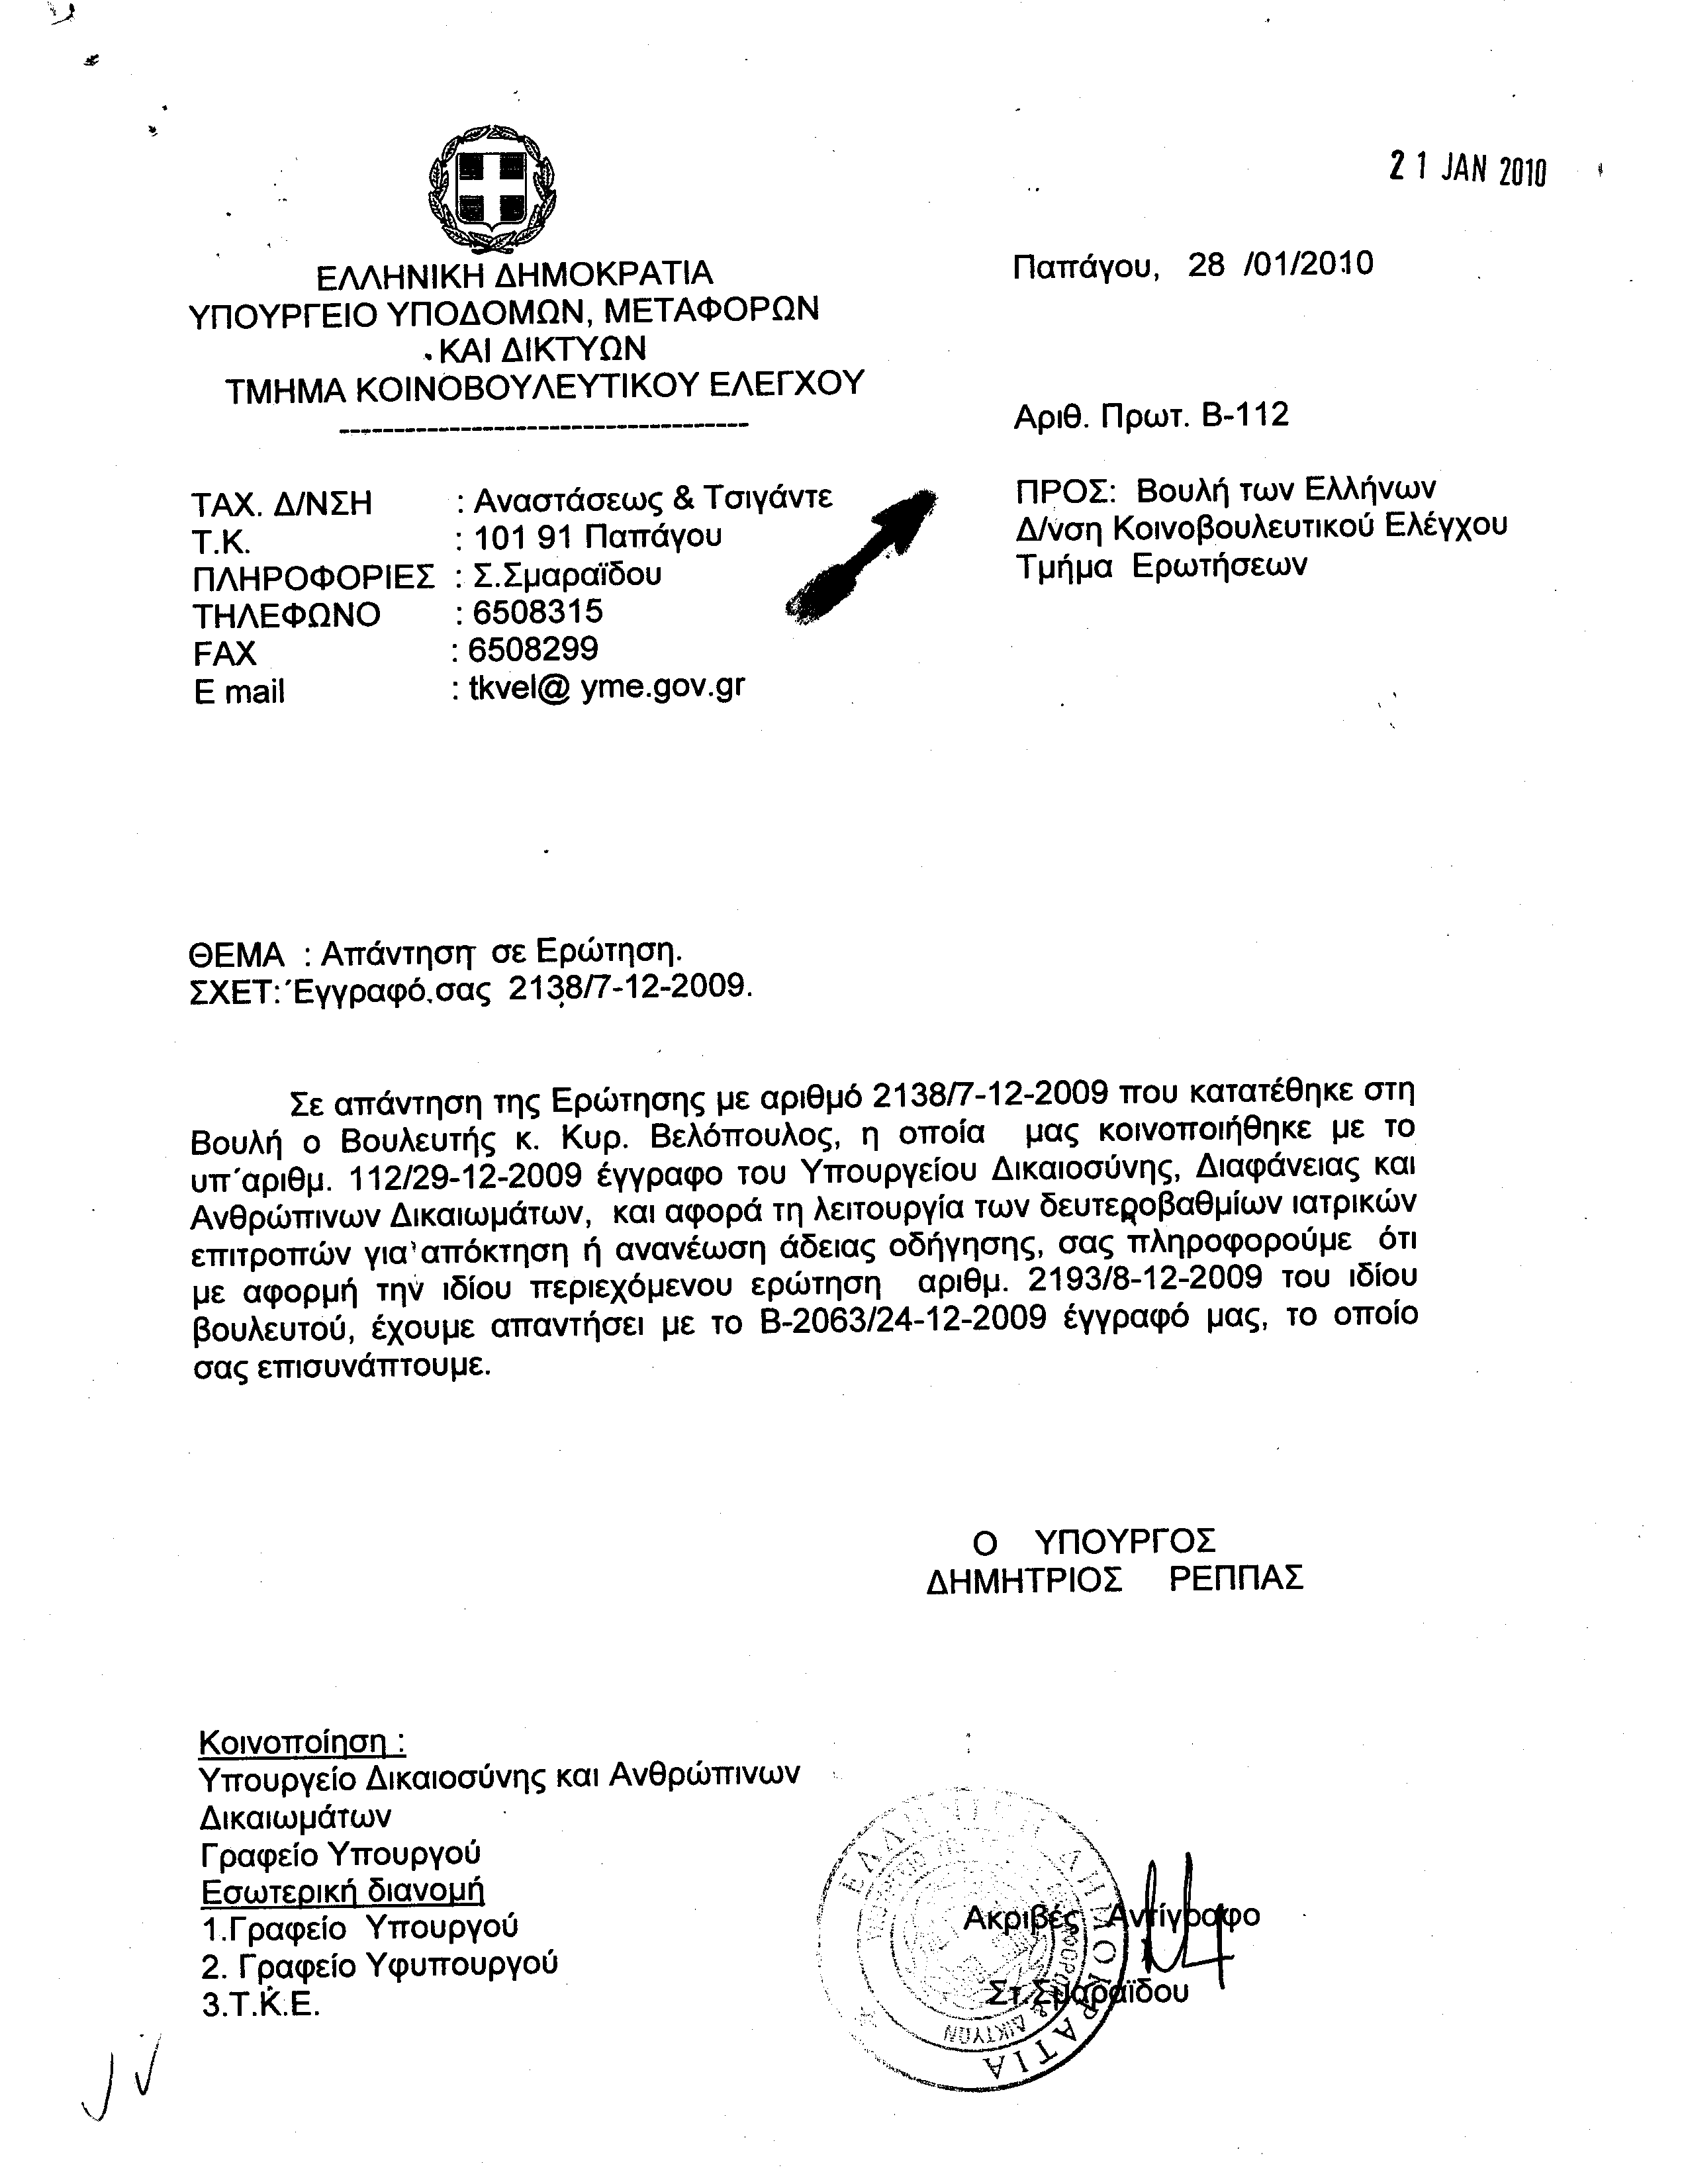 21 JAN 2010
ΕΛΛΗΝΙΚΗ ΔΗΜΟΚΡΑΤΙΑ
ΥΠΟΥΡΓΕΙΟ ΥΠΟΔΟΜΩΝ, ΜΕΤΑΦΟΡΩΝ
ΚΑΙ ΔΙΚΤΥΩΝ
ΤΜΗΜΑ ΚΟΙΝΟΒΟΥΛΕΥΤΙΚΟΥ ΕΛΕΓΧΟΥ
-------------------------------------
Παπάγου, 28 /01/2010
Αριθ. Πρωτ. Β-112
ΤΑΧ. Δ/ΝΣΗ : Αναστάσεως & Τσιγάντε
Τ.Κ. : 101 91 Παπάγου
ΠΛΗΡΟΦΟΡΙΕΣ : Σ.Σμαραϊδου
ΤΗΛΕΦΩΝΟ : 6508315
FAX : 6508299
E mail : tkvel@ yme.gov.gr
ΠΡΟΣ: Βουλή των Ελλήνων
Δ/νση Κοινοβουλευτικού Ελέγχου
Τμήμα Ερωτήσεων
ΘΕΜΑ : Απάντηση σε Ερώτηση.
ΣΧΕΤ:Έγγραφό σας 2138/7-12-2009.
Σε απάντηση της Ερώτησης με αριθμό 2138/7-12-2009 που κατατέθηκε στη
Βουλή ο Βουλευτής κ. Κυρ. Βελόπουλος, η οποία μας κοινοποιήθηκε με το
υπ΄αριθμ. 112/29-12-2009 έγγραφο του Υπουργείου Δικαιοσύνης, Διαφάνειας και
Ανθρώπινων Δικαιωμάτων, και αφορά τη λειτουργία των δευτεροβαθμίων ιατρικών
επιτροπών για απόκτηση ή ανανέωση άδειας οδήγησης, σας πληροφορούμε ότι
με αφορμή την ιδίου περιεχόμενου ερώτηση αριθμ. 2193/8-12-2009 του ιδίου
βουλευτού, έχουμε απαντήσει με το Β-2063/24-12-2009 έγγραφό μας, το οποίο
σας επισυνάπτουμε.
Ο ΥΠΟΥΡΓΟΣ
ΔΗΜΗΤΡΙΟΣ ΡΕΠΠΑΣ
Κοινοποίηση :
Υπουργείο Δικαιοσύνης και Ανθρώπινων
Δικαιωμάτων
Γραφείο Υπουργού
Εσωτερική διανομή
1.Γραφείο Υπουργού
2. Γραφείο Υφυπουργού
3.Τ.Κ.Ε.
ΕΛΛΗΝΙΚΗ ΔΗΜΟΚΡΑΤΙΑ
& ΔΙΚΤΥΩΝ
Ακριβές Αντίγραφο
Στ.Σμαραϊδου